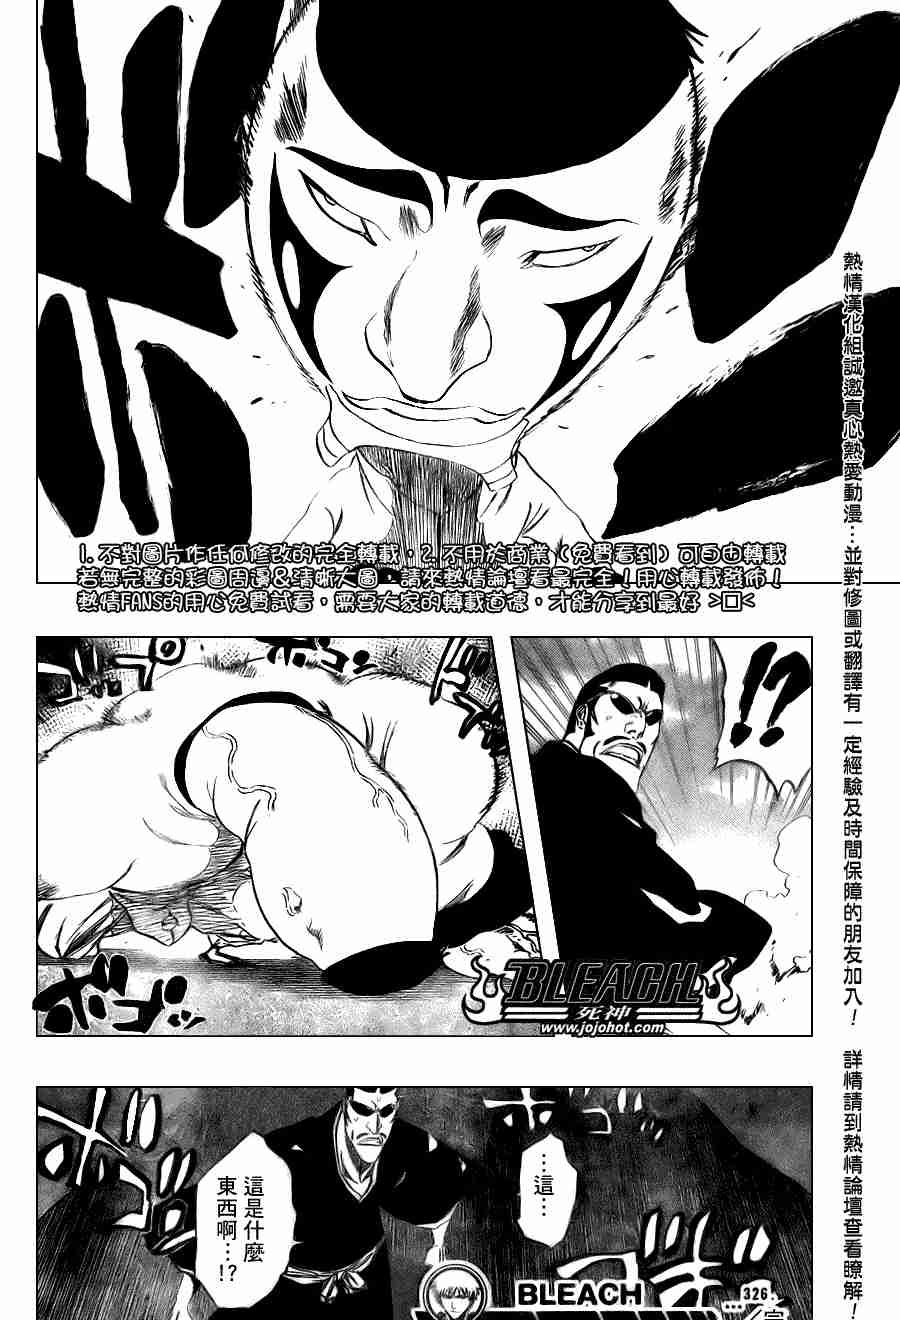 1. 不對圖片作任何修改的完全轉載，2. 不用於商業（免費看到）可自由轉載
若無完整的彩圖周邊&清晰大圖，請來熱情論壇看最完全！用心轉載發佈！
熱情FANS的用心免費試看，需要大家的轉載道德，才能分享到最好 >口<
熱情漢化組誠邀真心熱愛動漫…並對修圖或翻譯有一定經驗及時間保障的朋友加入！ 詳情請到熱情論壇查看瞭解！
!!?
ボコン
ボゴ
BLEACH
死神
www.jojohot.com
…這…
這是什麼
東西啊…!?
BLEACH
326.
…
完